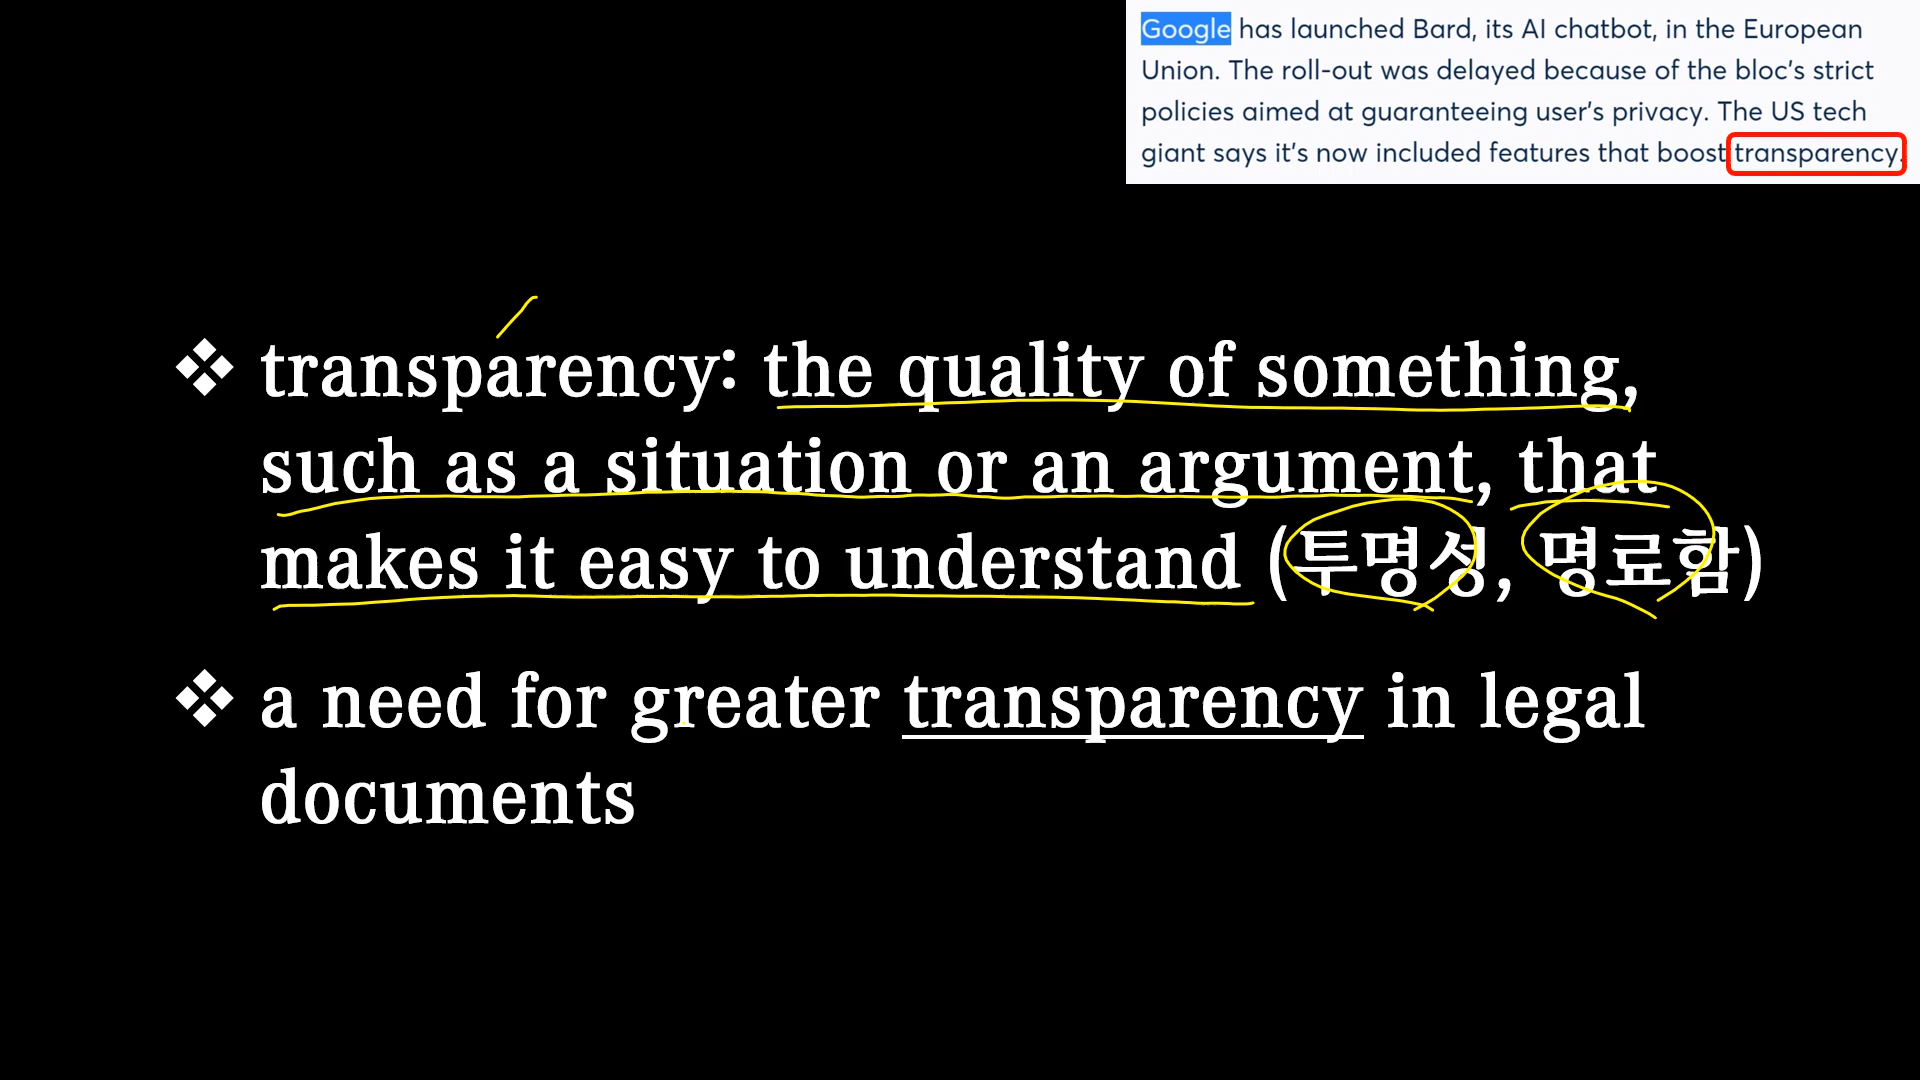 Google has launched Bard, its AI chatbot, in the European
Union. The roll-out was delayed because of the bloc's strict
policies aimed at guaranteeing user's privacy. The US tech
giant says it's now included features that boost transparency.
❖ transparency: the quality of something,
such as a situation or an argument, that
makes it easy to understand (투명성, 명료함)
❖ a need for greater transparency in legal
documents